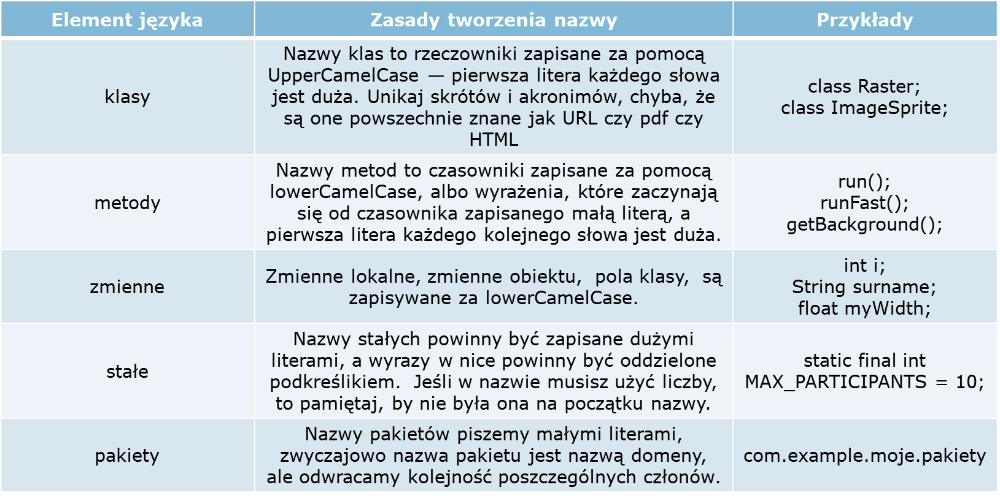 Element języka
Zasady tworzenia nazwy
Przykłady
klasy
Nazwy klas to rzeczowniki zapisane za pomocą
UpperCamelCase — pierwsza litera każdego słowa
jest duża. Unikaj skrótów i akronimów, chyba, że
są one powszechnie znane jak URL czy pdf czy
HTML
class Raster;
class ImageSprite;
metody
Nazwy metod to czasowniki zapisane za pomocą
lowerCamelCase, albo wyrażenia, które zaczynają
się od czasownika zapisanego małą literą, a
pierwsza litera każdego kolejnego słowa jest duża.
run();
runFast();
getBackground();
zmienne
Zmienne lokalne, zmienne obiektu,  pola klasy,  są
zapisywane za lowerCamelCase.
int i;
String surname;
float myWidth;
stałe
Nazwy stałych powinny być zapisane dużymi
literami, a wyrazy w nice powinny być oddzielone
podkreślikiem.  Jeśli w nazwie musisz użyć liczby,
to pamiętaj, by nie była ona na początku nazwy.
static final int
MAX_PARTICIPANTS = 10;
pakiety
Nazwy pakietów piszemy małymi literami,
zwyczajowo nazwa pakietu jest nazwą domeny,
ale odwracamy kolejność poszczególnych członów.
com.example.moje.pakiety